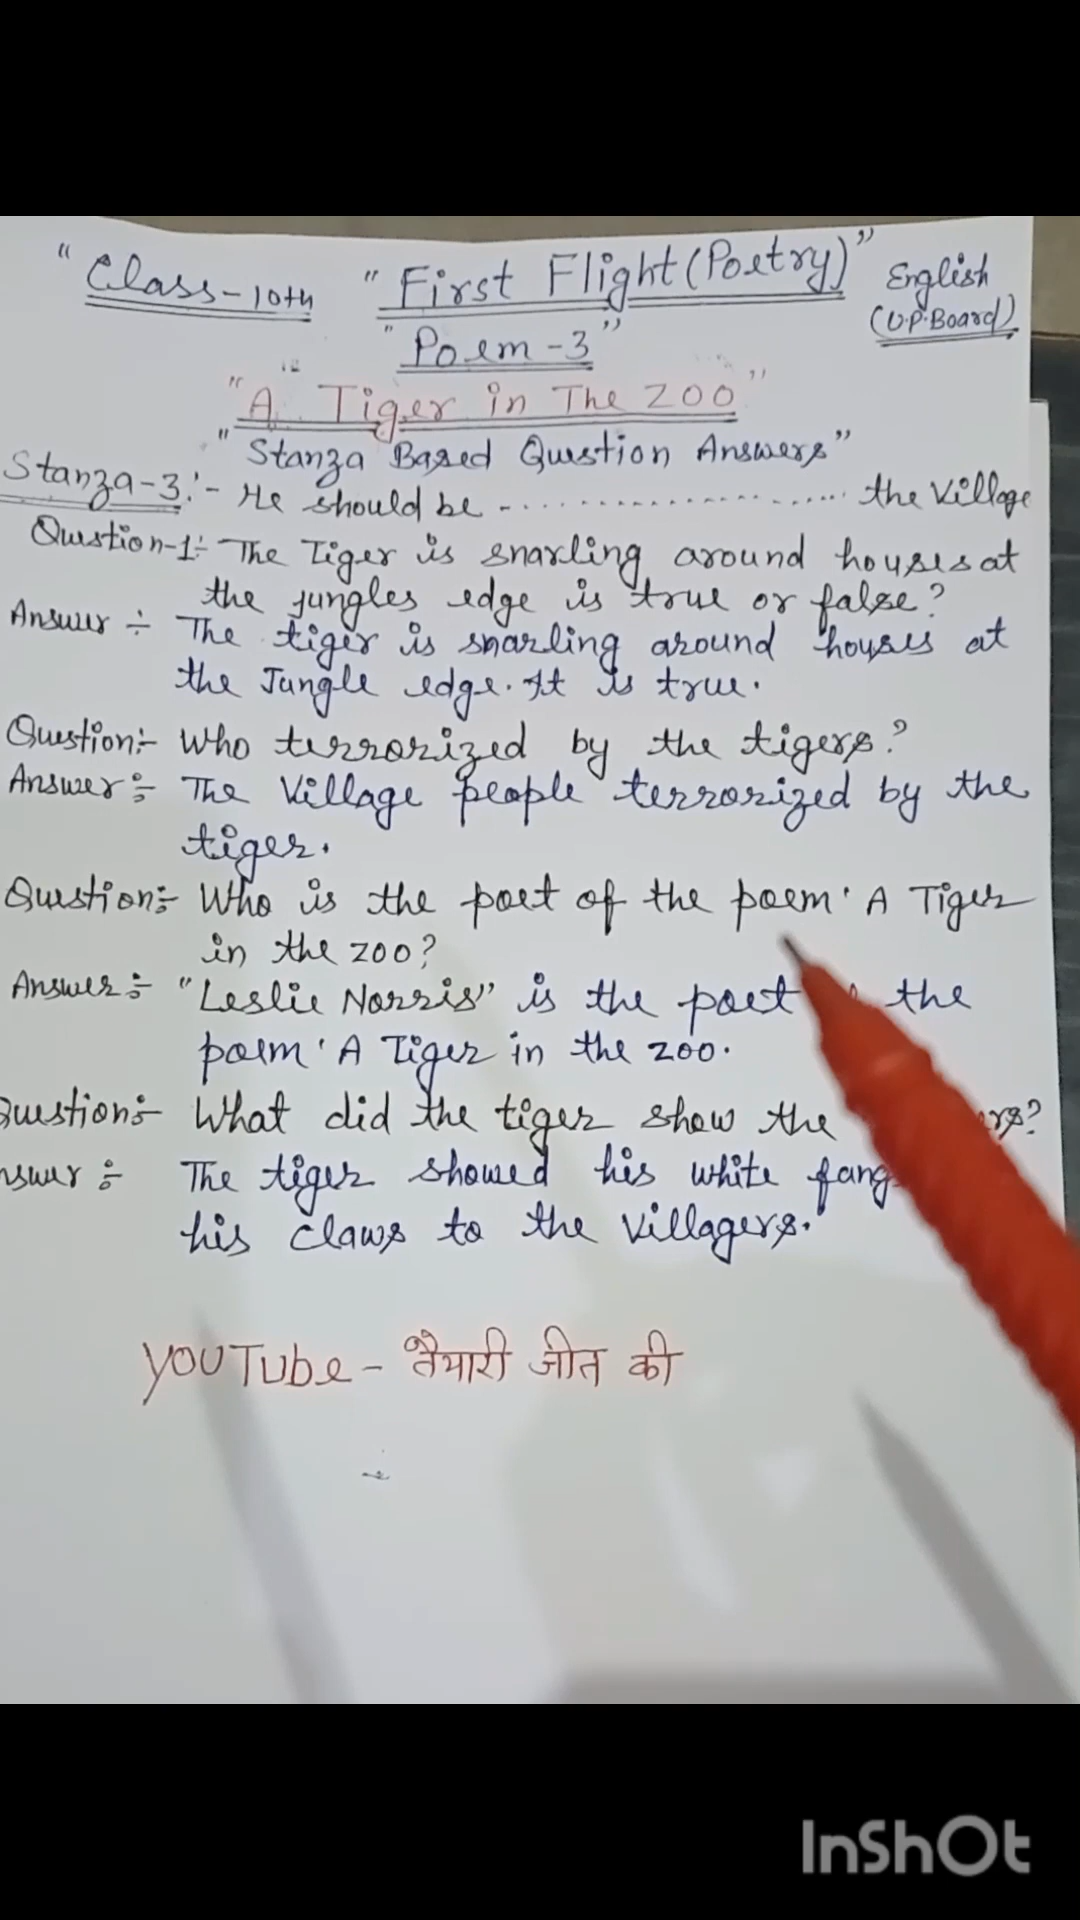 "Class-10th "First Flight (Poetry)" English
(U.P. Board)
"Poem-3"
"A Tiger in The Zoo"
"Stanza Based Question Answers"
Stanza-3:- He should be ..................... the Village
Question-1:- The Tiger is snarling around houses at
the jungles edge is true or false?
Answer ÷ The tiger is snarling around houses at
the Jungle edge. It is true.
Question:- Who terrorized by the tigers?
Answer:- The Village people terrorized by the
tiger.
Question:- Who is the poet of the poem 'A Tiger
in the zoo?
Answer:- "Leslie Norris" is the poet the
poem 'A Tiger in the zoo.
Question:- What did the tiger show the
The tiger showed his white fang
his claws to the Villagers.
YouTube - तैयारी जीत की
InShOt